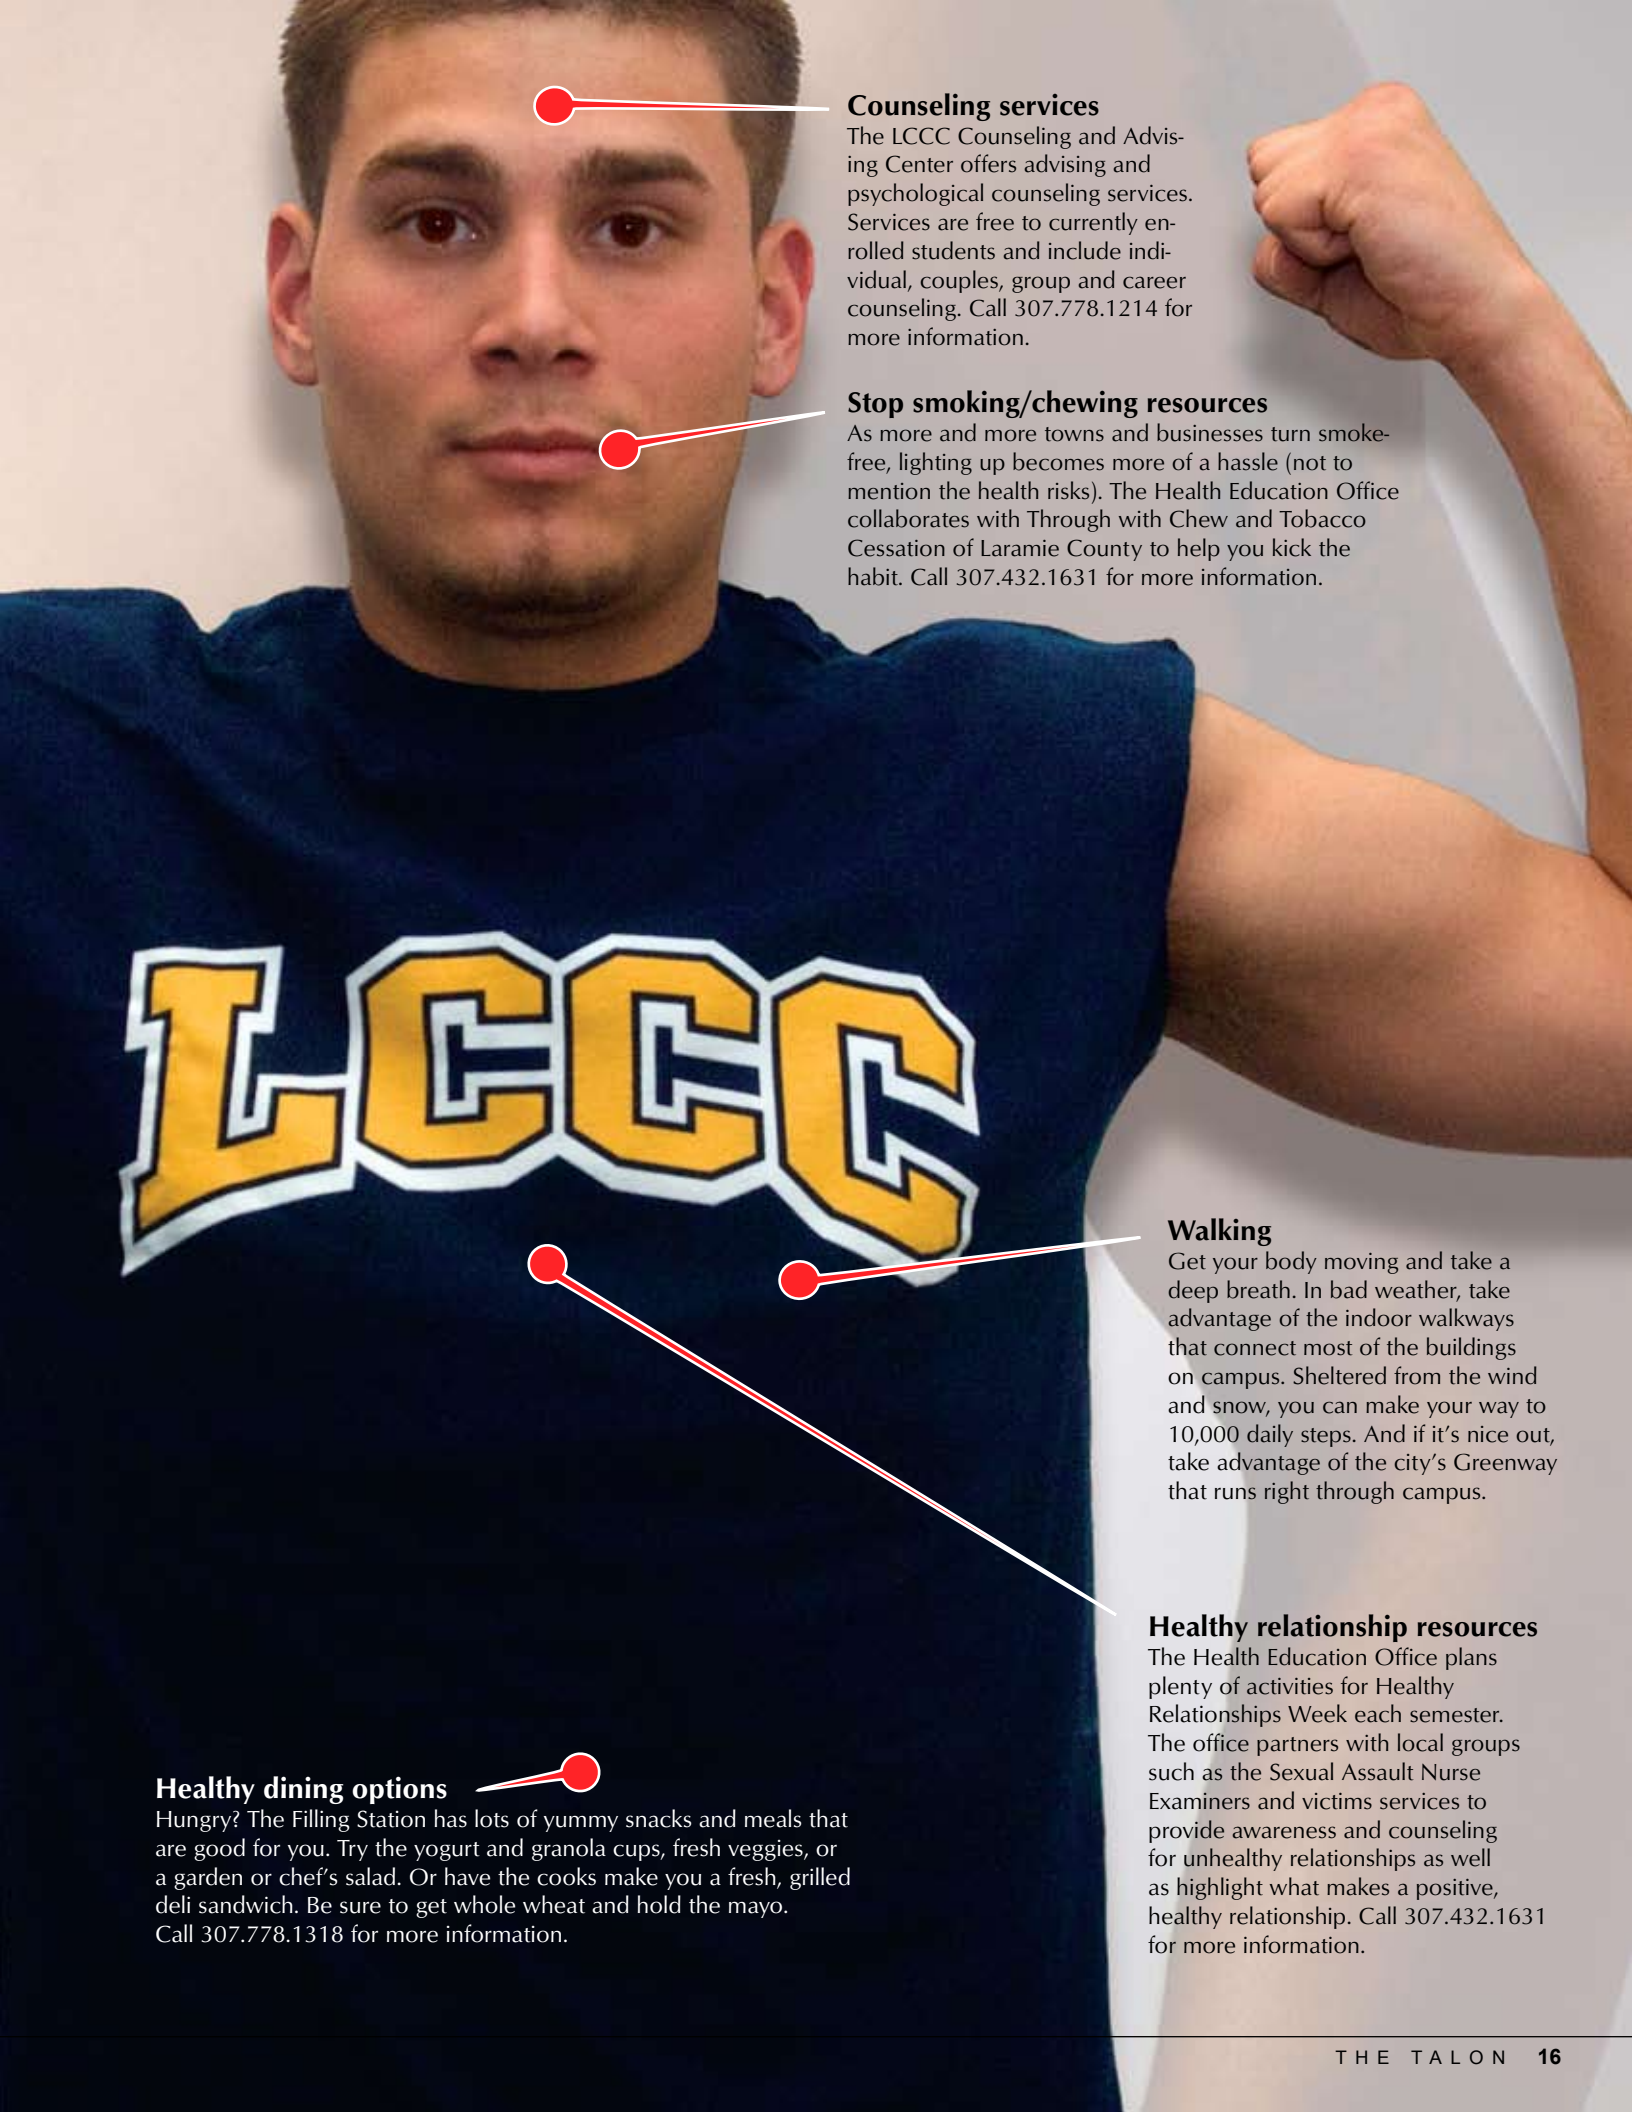 Counseling services
The LCCC Counseling and Advis-
ing Center offers advising and
psychological counseling services.
Services are free to currently en-
rolled students and include indi-
vidual, couples, group and career
counseling. Call 307.778.1214 for
more information.
Stop smoking/chewing resources
As more and more towns and businesses turn smoke-
free, lighting up becomes more of a hassle (not to
mention the health risks). The Health Education Office
collaborates with Through with Chew and Tobacco
Cessation of Laramie County to help you kick the
habit. Call 307.432.1631 for more information.
LCCC
Walking
Get your body moving and take a
deep breath. In bad weather, take
advantage of the indoor walkways
that connect most of the buildings
on campus. Sheltered from the wind
and snow, you can make your way to
10,000 daily steps. And if it’s nice out,
take advantage of the city’s Greenway
that runs right through campus.
Healthy relationship resources
The Health Education Office plans
plenty of activities for Healthy
Relationships Week each semester.
The office partners with local groups
such as the Sexual Assault Nurse
Examiners and victims services to
provide awareness and counseling
for unhealthy relationships as well
as highlight what makes a positive,
healthy relationship. Call 307.432.1631
for more information.
Healthy dining options
Hungry? The Filling Station has lots of yummy snacks and meals that
are good for you. Try the yogurt and granola cups, fresh veggies, or
a garden or chef’s salad. Or have the cooks make you a fresh, grilled
deli sandwich. Be sure to get whole wheat and hold the mayo.
Call 307.778.1318 for more information.
THE TALON 16